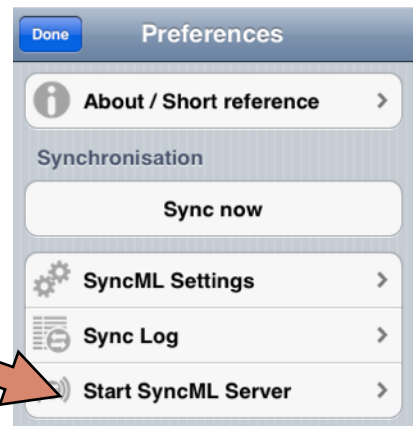 Done Preferences
About / Short reference
Synchronisation
Sync now
SyncML Settings
Sync Log
Start SyncML Server